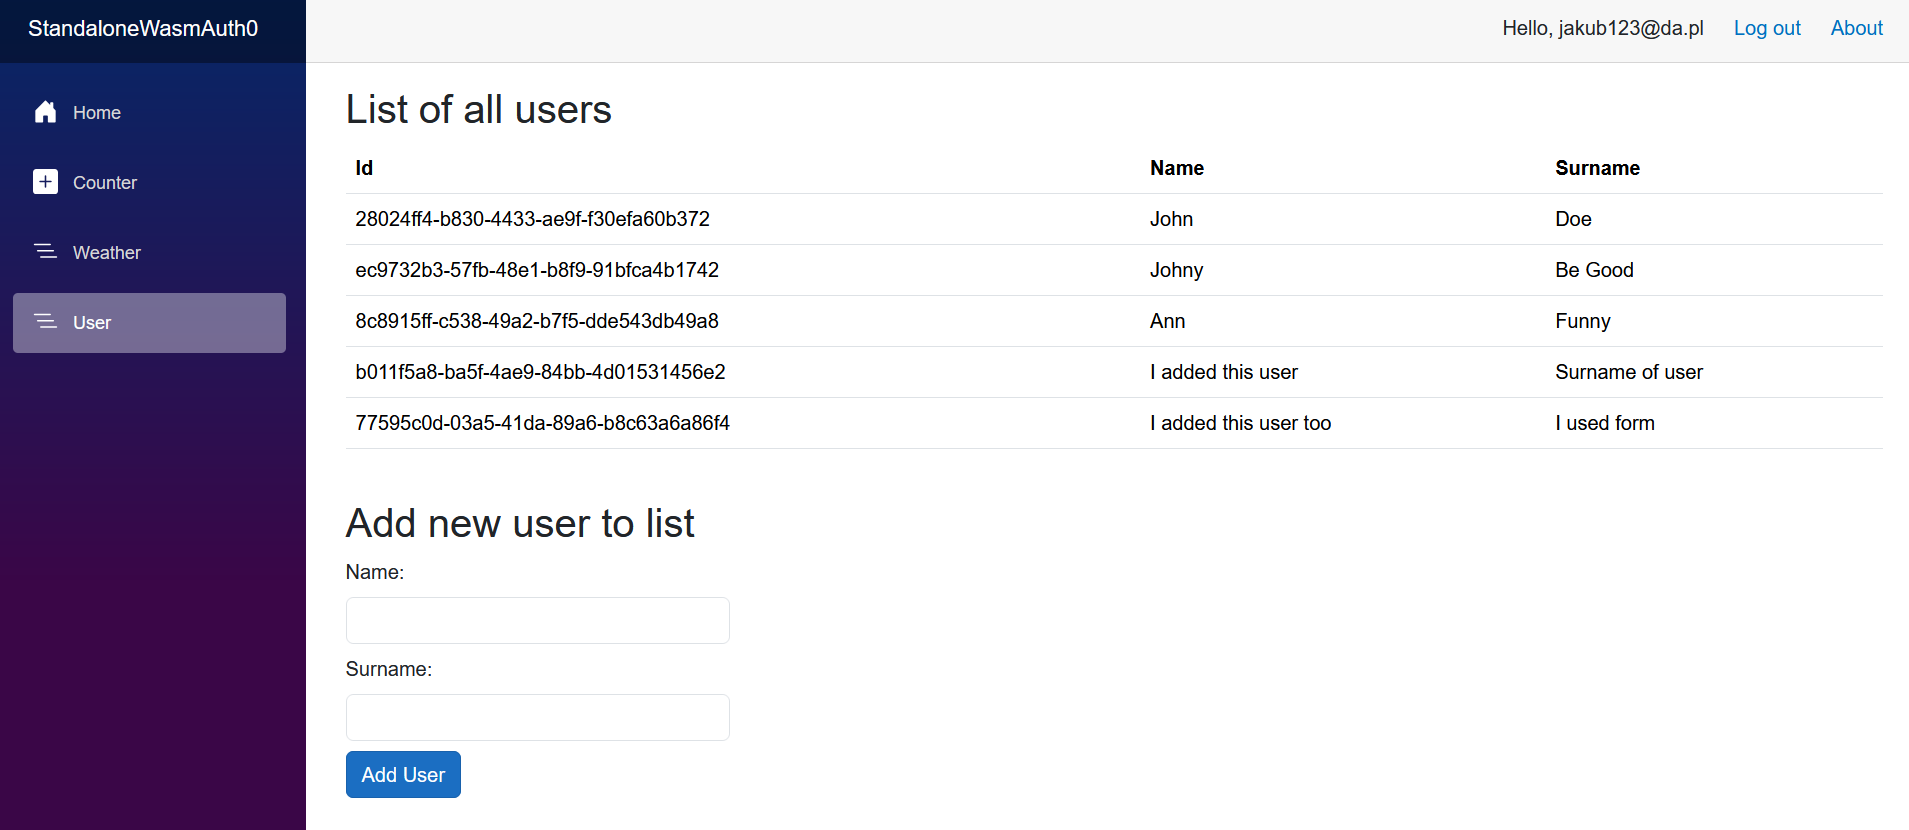 StandaloneWasmAuth0
Hello, jakub123@da.pl Log out About
Home
Counter
Weather
User
List of all users
Id Name Surname
28024ff4-b830-4433-ae9f-f30efa60b372 John Doe
ec9732b3-57fb-48e1-b8f9-91bfca4b1742 Johny Be Good
8c8915ff-c538-49a2-b7f5-dde543db49a8 Ann Funny
b011f5a8-ba5f-4ae9-84bb-4d01531456e2 I added this user Surname of user
77595c0d-03a5-41da-89a6-b8c63a6a86f4 I added this user too I used form
Add new user to list
Name:
Surname:
Add User